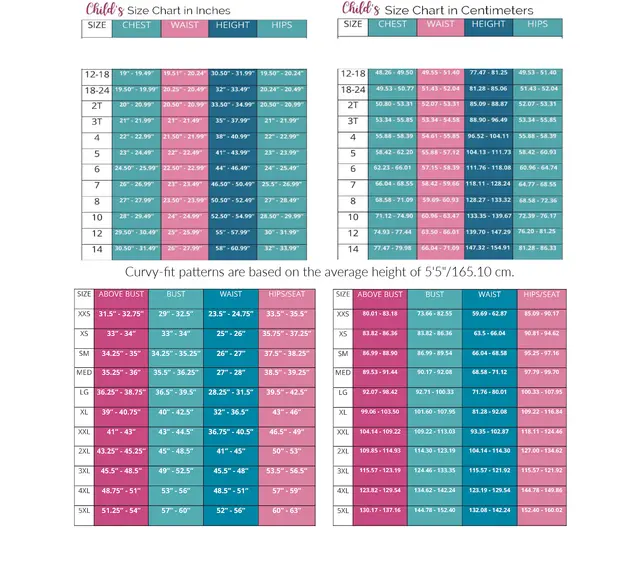 Child's Size Chart in Inches
SIZE CHEST WAIST HEIGHT HIPS
12-18 19" - 19.49" 19.51" - 20.24" 30.50" - 31.99" 19.50" - 20.24"
18-24 19.50" - 19.99" 20.25" - 20.49" 32" - 33.49" 20.24" - 20.49"
2T 20" - 20.99" 20.50" - 20.99" 33.50" - 34.99" 20.50" - 20.99"
3T 21" - 21.99" 21" - 21.49" 35" - 37.99" 21" - 21.99"
4 22" - 22.99" 21.50" - 21.99" 38" - 40.99" 22" - 22.99"
5 23" - 24.49" 22" - 22.49" 41" - 43.99" 23" - 23.99"
6 24.50" - 25.99" 22.50" - 22.99" 44" - 46.49" 24" - 25.49"
7 26" - 26.99" 23" - 23.49" 46.50" - 50.49" 25.5" - 26.99"
8 27" - 27.99" 23.50" - 23.99" 50.50" - 52.49" 27" - 28.49"
10 28" - 29.49" 24" - 24.99" 52.50" - 54.99" 28.50" - 29.99"
12 29.50" - 30.49" 25" - 25.99" 55" - 57.99" 30" - 31.99"
14 30.50" - 31.49" 26" - 27.99" 58" - 60.99" 32" - 33.99"
Child's Size Chart in Centimeters
SIZE CHEST WAIST HEIGHT HIPS
12-18 48.26 - 49.50 49.55 - 51.40 77.47 - 81.25 49.53 - 51.40
18-24 49.53 - 50.77 51.43 - 52.04 81.28 - 85.06 51.43 - 52.04
2T 50.80 - 53.31 52.07 - 53.31 85.09 - 88.87 52.07 - 53.31
3T 53.34 - 55.85 53.34 - 54.58 88.90 - 96.49 53.34 - 55.85
4 55.88 - 58.39 54.61 - 55.85 96.52 - 104.11 55.88 - 58.39
5 58.42 - 62.20 55.88 - 57.12 104.13 - 111.73 58.42 - 60.93
6 62.23 - 66.01 57.15 - 58.39 111.76 - 118.08 60.96 - 64.74
7 66.04 - 68.55 58.42 - 59.66 118.11 - 128.24 64.77 - 68.55
8 68.58 - 71.09 59.69 - 60.93 128.27 - 133.32 68.58 - 72.36
10 71.12 - 74.90 60.96 - 63.47 133.35 - 139.67 72.39 - 76.17
12 74.93 - 77.44 63.50 - 66.01 139.70 - 147.29 76.20 - 81.25
14 77.47 - 79.98 66.04 - 71.09 147.32 - 154.91 81.28 - 86.33
Curvy-fit patterns are based on the average height of 5'5"/165.10 cm.
SIZE ABOVE BUST BUST WAIST HIPS/SEAT
XXS 31.5" - 32.75" 29" - 32.5" 23.5" - 24.75" 33.5" - 35.5"
XS 33" - 34" 33" - 34" 25" - 26" 35.75" - 37.25"
SM 34.25" - 35" 34.25" - 35.25" 26" - 27" 37.5" - 38.25"
MED 35.25" - 36" 35.5" - 36.25" 27" - 28" 38.5" - 39.25"
LG 36.25" - 38.75" 36.5" - 39.5" 28.25" - 31.5" 39.5" - 42.5"
XL 39" - 40.75" 40" - 42.5" 32" - 36.5" 43" - 46"
XXL 41" - 43" 43" - 44.5" 36.75" - 40.5" 46.5" - 49"
2XL 43.25" - 45.25" 45" - 48.5" 41" - 45" 50" - 53"
3XL 45.5" - 48.5" 49" - 52.5" 45.5" - 48" 53.5" - 56.5"
4XL 48.75" - 51" 53" - 56" 48.5" - 51" 57" - 59"
5XL 51.25" - 54" 57" - 60" 52" - 56" 60" - 63"
SIZE ABOVE BUST BUST WAIST HIPS/SEAT
XXS 80.01 - 83.18 73.66 - 82.55 59.69 - 62.87 85.09 - 90.17
XS 83.82 - 86.36 83.82 - 86.36 63.5 - 66.04 90.81 - 94.62
SM 86.99 - 88.90 86.99 - 89.54 66.04 - 68.58 95.25 - 97.16
MED 89.53 - 91.44 90.17 - 92.08 68.58 - 71.12 97.79 - 99.70
LG 92.07 - 98.42 92.71 - 100.33 71.76 - 80.01 100.33 - 107.95
XL 99.06 - 103.50 101.60 - 107.95 81.28 - 92.08 109.22 - 116.84
XXL 104.14 - 109.22 109.22 - 113.03 93.35 - 102.87 118.11 - 124.46
2XL 109.85 - 114.93 114.30 - 123.19 104.14 - 114.30 127.00 - 134.62
3XL 115.57 - 123.19 124.46 - 133.35 115.57 - 121.92 115.57 - 121.92
4XL 123.82 - 129.54 134.62 - 142.24 123.19 - 129.54 144.78 - 149.86
5XL 130.17 - 137.16 144.78 - 152.40 132.08 - 142.24 152.40 - 160.02